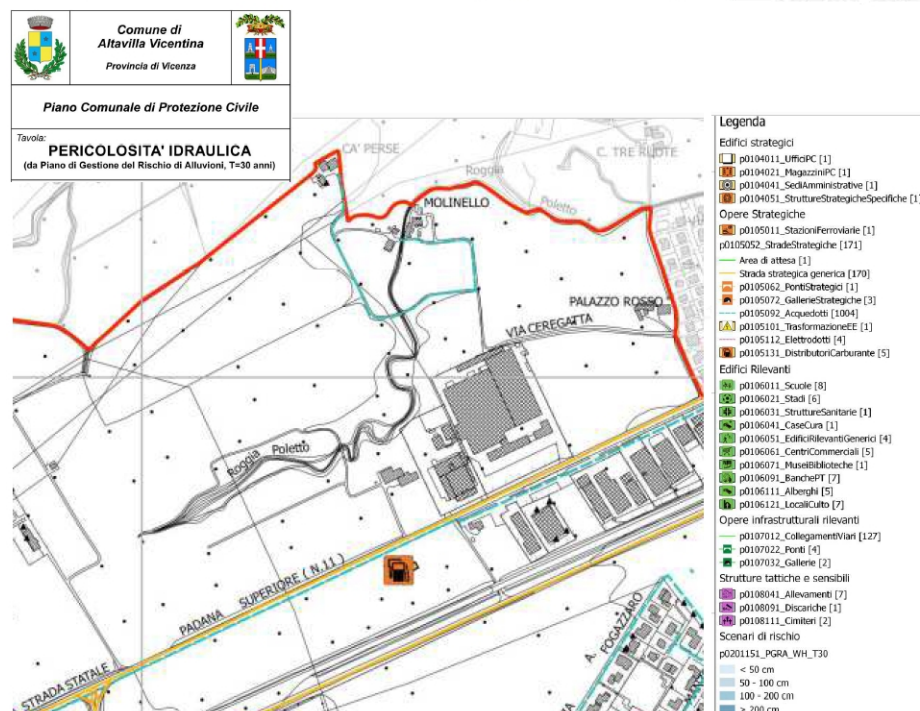 Comune di
Altavilla Vicentina
Provincia di Vicenza
Piano Comunale di Protezione Civile
Tavola:
PERICOLOSITA' IDRAULICA
(da Piano di Gestione del Rischio di Alluvioni, T=30 anni)
CA' PERSE
C. TRE RUOTE
Roggia
Poletto
MOLINELLO
PALAZZO ROSSO
VIA CEREGATTA
Roggia Poletto
STRADA STATALE PADANA SUPERIORE ( N.11 )
A. FOGAZZARO
Legenda
Edifici strategici
p0104011_UfficiPC [1]
p0104021_MagazziniPC [1]
p0104041_SediAmministrative [1]
p0104051_StruttureStrategicheSpecifiche [1]
Opere Strategiche
p0105011_StazioniFerroviarie [1]
p0105052_StradeStrategiche [171]
Area di attesa [1]
Strada strategica generica [170]
p0105062_PontiStrategici [1]
p0105072_GallerieStrategiche [3]
p0105092_Acquedotti [1004]
p0105101_TrasformazioneEE [1]
p0105112_Elettrodotti [4]
p0105131_DistributoriCarburante [5]
Edifici Rilevanti
p0106011_Scuole [8]
p0106021_Stadi [6]
p0106031_StruttureSanitarie [1]
p0106041_CaseCura [1]
p0106051_EdificiRilevantiGenerici [4]
p0106061_CentriCommerciali [5]
p0106071_MuseiBiblioteche [1]
p0106091_BanchePT [7]
p0106111_Alberghi [5]
p0106121_LocaliCulto [7]
Opere infrastrutturali rilevanti
p0107012_CollegamentiViari [127]
p0107022_Ponti [4]
p0107032_Gallerie [2]
Strutture tattiche e sensibili
p0108041_Allevamenti [7]
p0108091_Discariche [1]
p0108111_Cimiteri [2]
Scenari di rischio
p0201151_PGRA_WH_T30
< 50 cm
50 - 100 cm
100 - 200 cm
> 200 cm